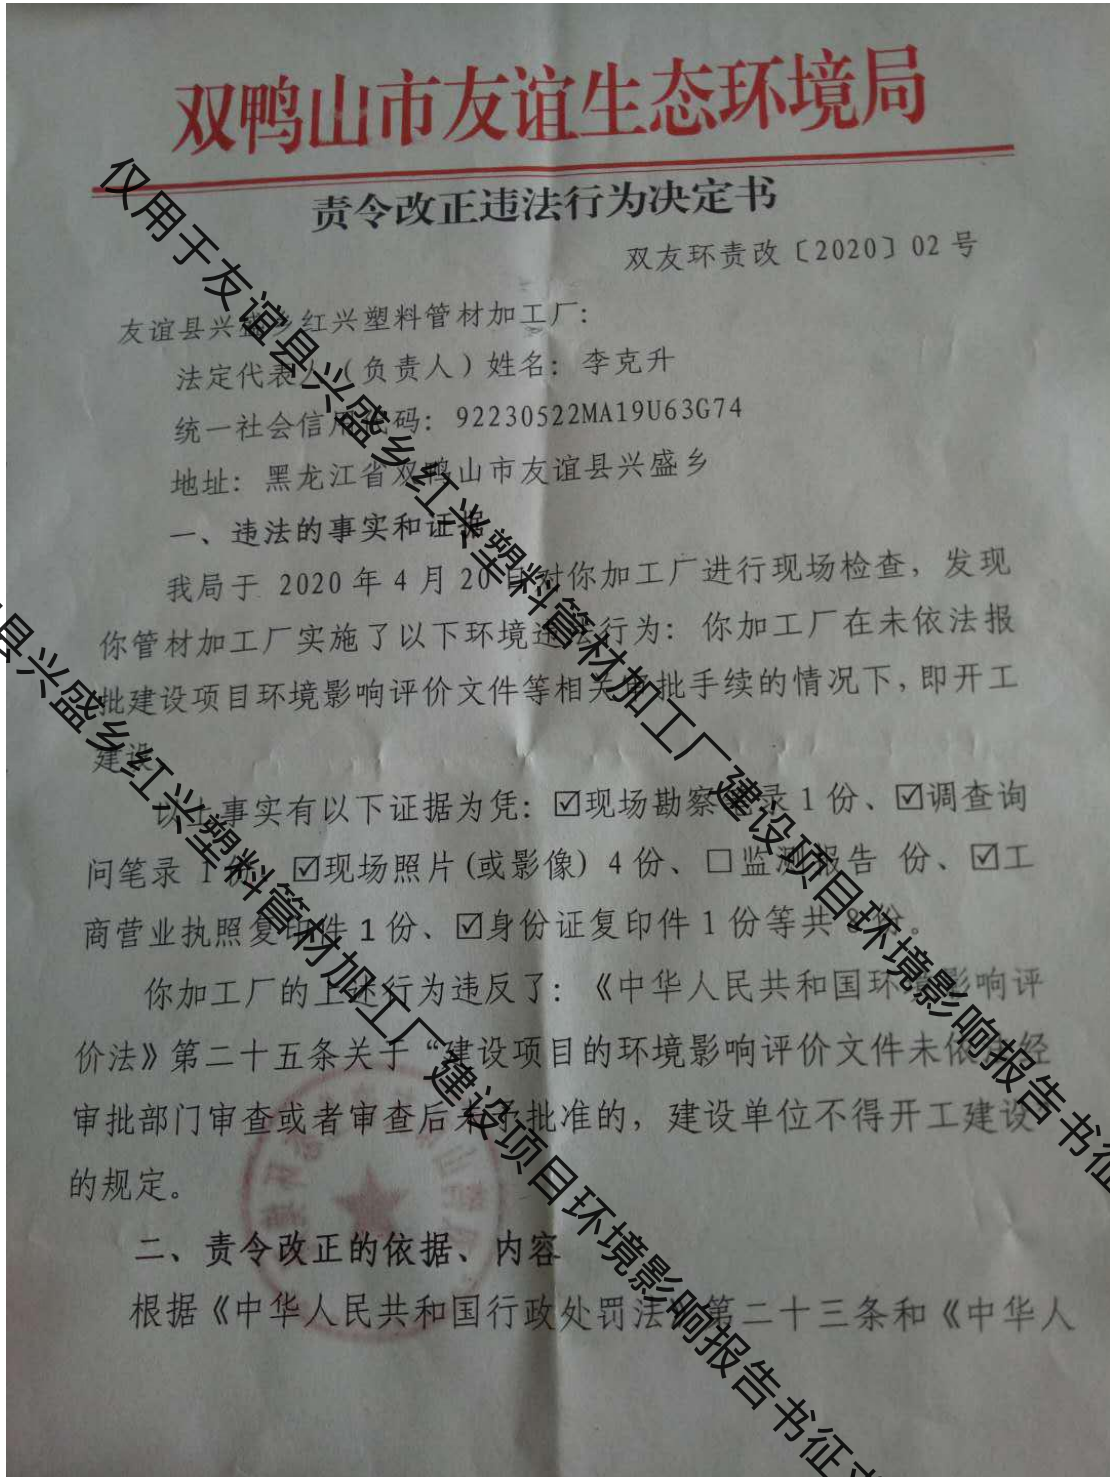 双鸭山市友谊生态环境局
责令改正违法行为决定书
双友环责改〔2020〕02 号
友谊县兴盛乡红兴塑料管材加工厂:
法定代表人（负责人）姓名: 李克升
统一社会信用代码: 92230522MA19U63G74
地址: 黑龙江省双鸭山市友谊县兴盛乡
一、违法的事实和证据
我局于 2020 年 4 月 20 日对你加工厂进行现场检查, 发现
你管材加工厂实施了以下环境违法行为: 你加工厂在未依法报
批建设项目环境影响评价文件等相关审批手续的情况下, 即开工
建设
以上事实有以下证据为凭: ☑现场勘察笔录 1 份、☑调查询
问笔录 1 份、☑现场照片(或影像) 4 份、☐监测报告 份、☑工
商营业执照复印件 1 份、☑身份证复印件 1 份等共 8 份。
你加工厂的上述行为违反了: 《中华人民共和国环境影响评
价法》第二十五条关于“建设项目的环境影响评价文件未依法经
审批部门审查或者审查后未予批准的, 建设单位不得开工建设
的规定。
二、责令改正的依据、内容
根据《中华人民共和国行政处罚法》第二十三条和《中华人
仅用于友谊县兴盛乡红兴塑料管材加工厂建设项目环境影响报告书征
县兴盛乡红兴塑料管材加工厂建设项目环境影响报告书征求